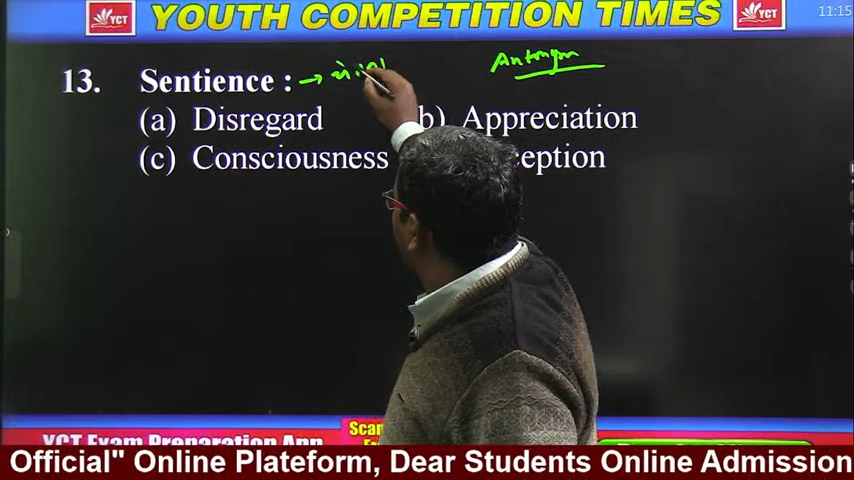 YCT YOUTH COMPETITION TIMES YCT
11:15
Antonym
13. Sentience : →
(a) Disregard b) Appreciation
(c) Consciousness ception
YCT Exam Preparation App
Scan
Official" Online Plateform, Dear Students Online Admission